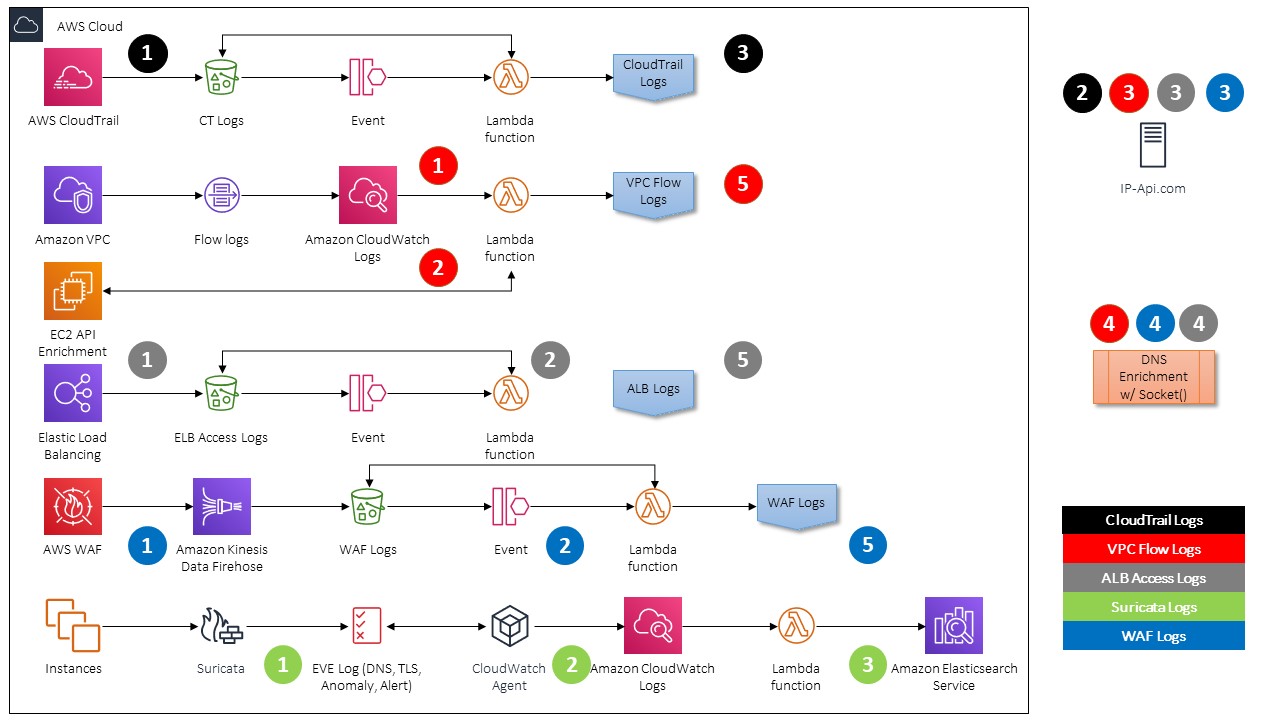 AWS Cloud
1
3
CloudTrail
Logs
AWS CloudTrail
CT Logs
Event
Lambda
function
2
3
3
3
IP-Api.com
1
5
VPC Flow
Logs
Amazon VPC
Flow logs
Amazon CloudWatch
Logs
Lambda
function
2
EC2 API
Enrichment
4
4
4
DNS
Enrichment
w/ Socket()
1
2
5
ALB Logs
Elastic Load
Balancing
ELB Access Logs
Event
Lambda
function
WAF Logs
AWS WAF
1
Amazon Kinesis
Data Firehose
WAF Logs
Event
2
Lambda
function
5
CloudTrail Logs
VPC Flow Logs
ALB Access Logs
Suricata Logs
WAF Logs
Instances
Suricata
1
EVE Log (DNS, TLS,
Anomaly, Alert)
CloudWatch
Agent
2
Amazon CloudWatch
Logs
Lambda
function
3
Amazon Elasticsearch
Service